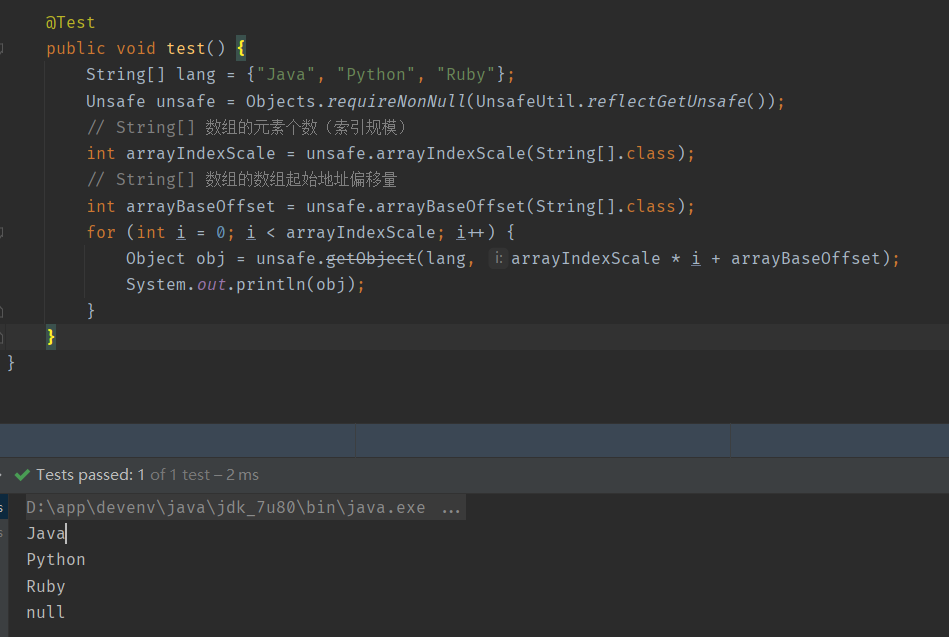 @Test
public void test() {
String[] lang = {"Java", "Python", "Ruby"};
Unsafe unsafe = Objects.requireNonNull(UnsafeUtil.reflectGetUnsafe());
// String[] 数组的元素个数（索引规模）
int arrayIndexScale = unsafe.arrayIndexScale(String[].class);
// String[] 数组的数组起始地址偏移量
int arrayBaseOffset = unsafe.arrayBaseOffset(String[].class);
for (int i = 0; i < arrayIndexScale; i++) {
Object obj = unsafe.getObject(lang, i: arrayIndexScale * i + arrayBaseOffset);
System.out.println(obj);
}
}
}
Tests passed: 1 of 1 test – 2 ms
D:\app\devenv\java\jdk_7u80\bin\java.exe ...
Java
Python
Ruby
null